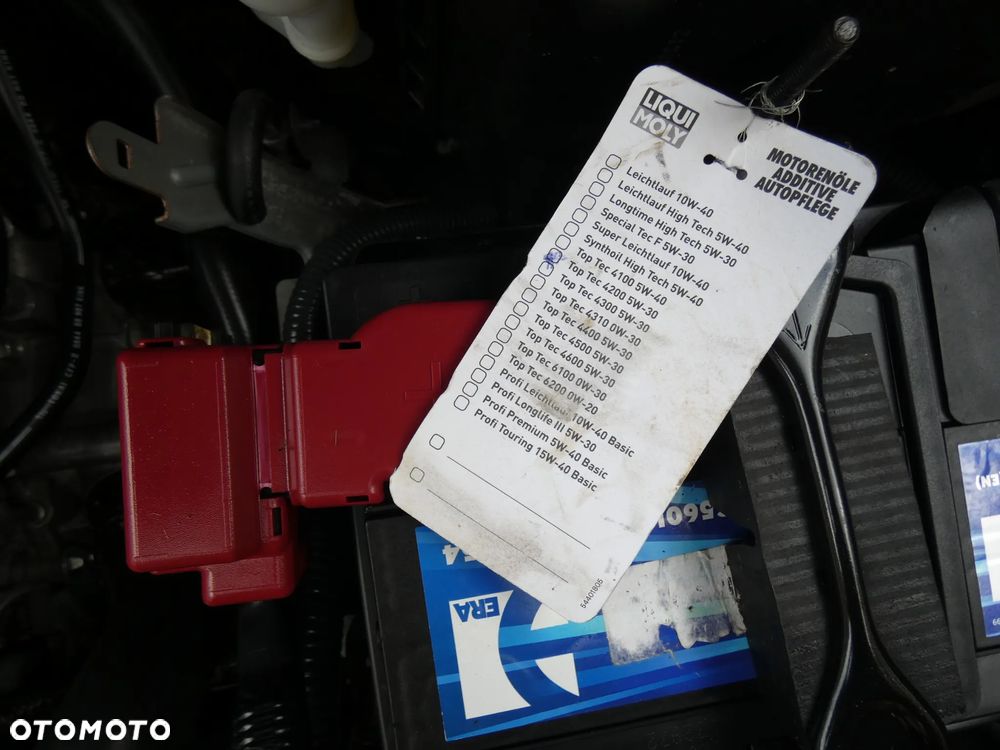 LIQUI
MOLY
MOTORENÖLE
ADDITIVE
AUTOPFLEGE
Leichtlauf 10W-40
Leichtlauf High Tech 5W-40
Longtime High Tech 5W-30
Special Tec F 5W-30
Super Leichtlauf 10W-40
Synthoil High Tech 5W-40
Top Tec 4100 5W-40
Top Tec 4200 5W-30
Top Tec 4300 5W-30
Top Tec 4310 0W-30
Top Tec 4400 5W-30
Top Tec 4500 5W-30
Top Tec 4600 5W-30
Top Tec 6100 0W-30
Top Tec 6200 0W-20
Profi Leichtlauf 10W-40 Basic
Profi Longlife III 5W-30
Profi Premium 5W-40 Basic
Profi Touring 15W-40 Basic
54401805
560
E4
ERA
EN)
OTOMOTO